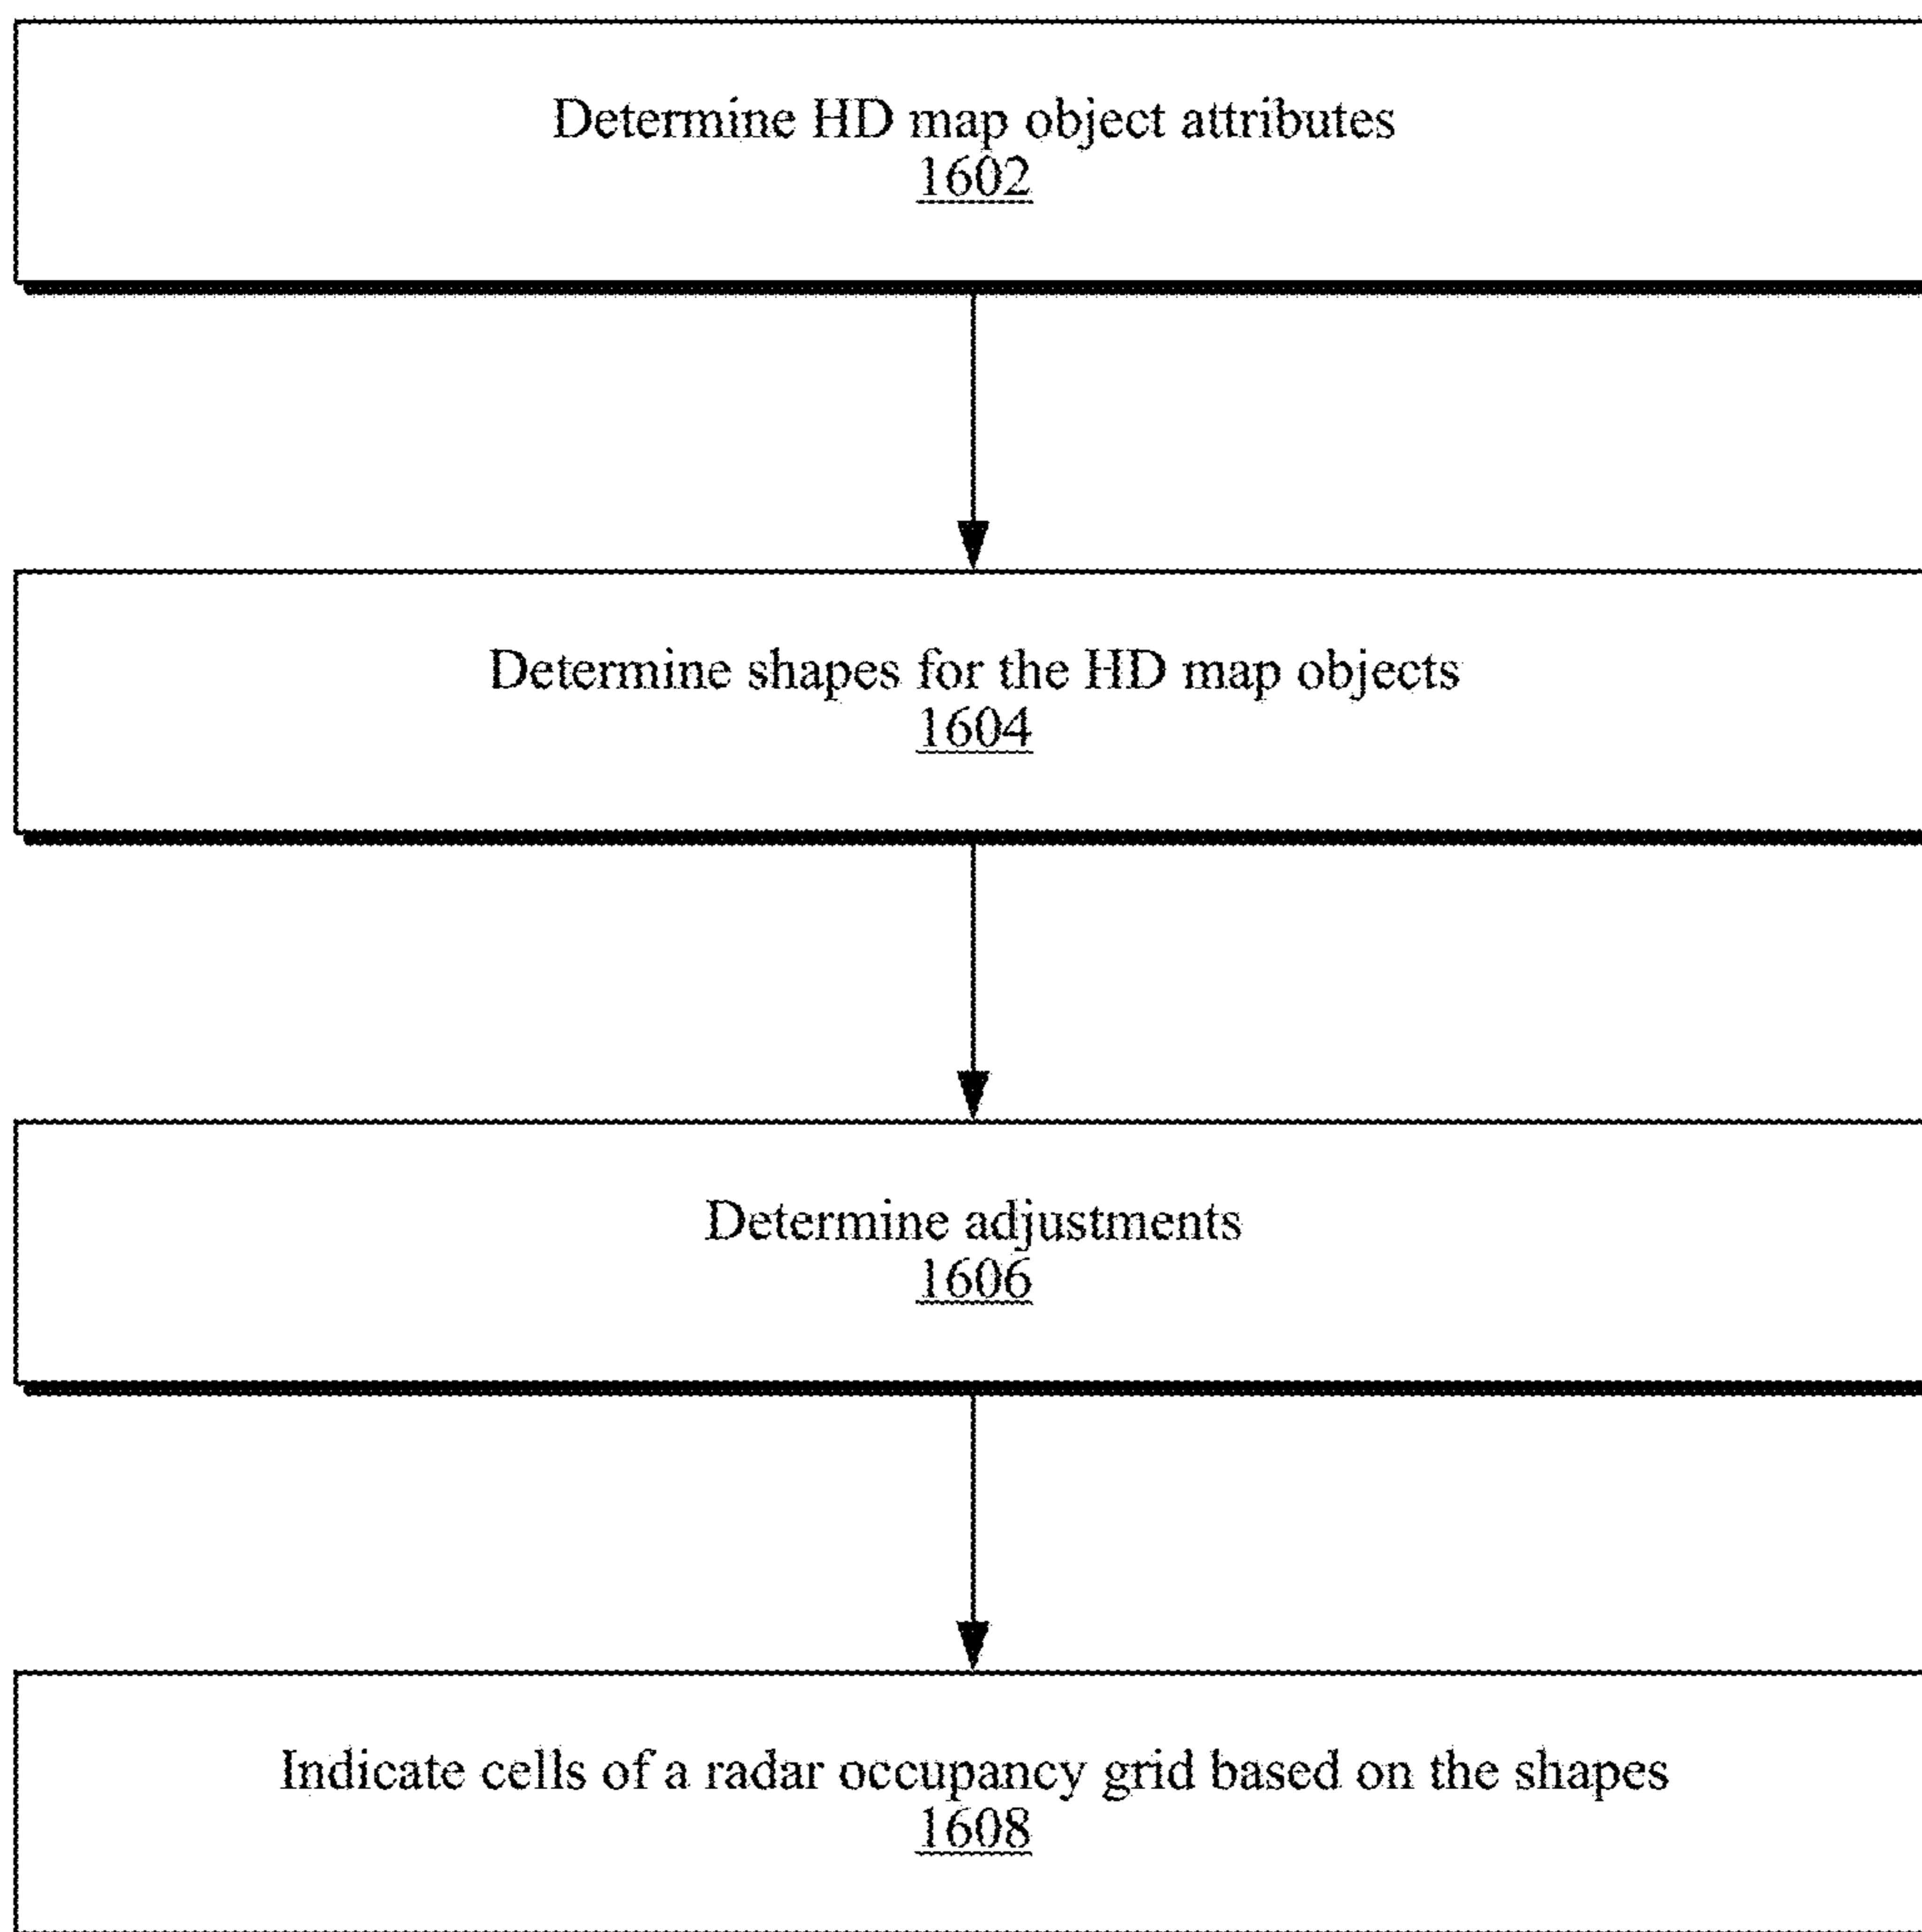 Determine HD map object attributes
1602
Determine shapes for the HD map objects
1604
Determine adjustments
1606
Indicate cells of a radar occupancy grid based on the shapes
1608